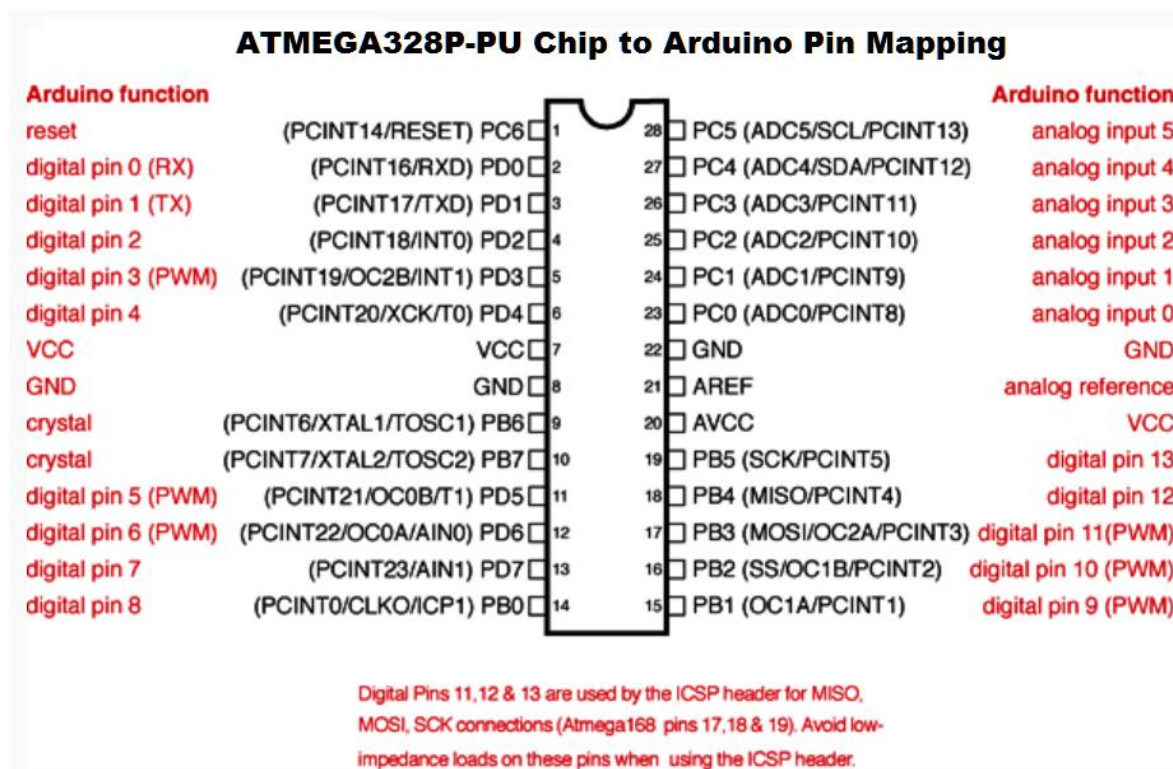 ATMEGA328P-PU Chip to Arduino Pin Mapping
Arduino function Arduino function
reset (PCINT14/RESET) PC6 1 28 PC5 (ADC5/SCL/PCINT13) analog input 5
digital pin 0 (RX) (PCINT16/RXD) PD0 2 27 PC4 (ADC4/SDA/PCINT12) analog input 4
digital pin 1 (TX) (PCINT17/TXD) PD1 3 26 PC3 (ADC3/PCINT11) analog input 3
digital pin 2 (PCINT18/INT0) PD2 4 25 PC2 (ADC2/PCINT10) analog input 2
digital pin 3 (PWM) (PCINT19/OC2B/INT1) PD3 5 24 PC1 (ADC1/PCINT9) analog input 1
digital pin 4 (PCINT20/XCK/T0) PD4 6 23 PC0 (ADC0/PCINT8) analog input 0
VCC VCC 7 22 GND GND
GND GND 8 21 AREF analog reference
crystal (PCINT6/XTAL1/TOSC1) PB6 9 20 AVCC VCC
crystal (PCINT7/XTAL2/TOSC2) PB7 10 19 PB5 (SCK/PCINT5) digital pin 13
digital pin 5 (PWM) (PCINT21/OC0B/T1) PD5 11 18 PB4 (MISO/PCINT4) digital pin 12
digital pin 6 (PWM) (PCINT22/OC0A/AIN0) PD6 12 17 PB3 (MOSI/OC2A/PCINT3) digital pin 11(PWM)
digital pin 7 (PCINT23/AIN1) PD7 13 16 PB2 (SS/OC1B/PCINT2) digital pin 10 (PWM)
digital pin 8 (PCINT0/CLKO/ICP1) PB0 14 15 PB1 (OC1A/PCINT1) digital pin 9 (PWM)
Digital Pins 11,12 & 13 are used by the ICSP header for MISO,
MOSI, SCK connections (Atmega168 pins 17,18 & 19). Avoid low-
impedance loads on these pins when using the ICSP header.